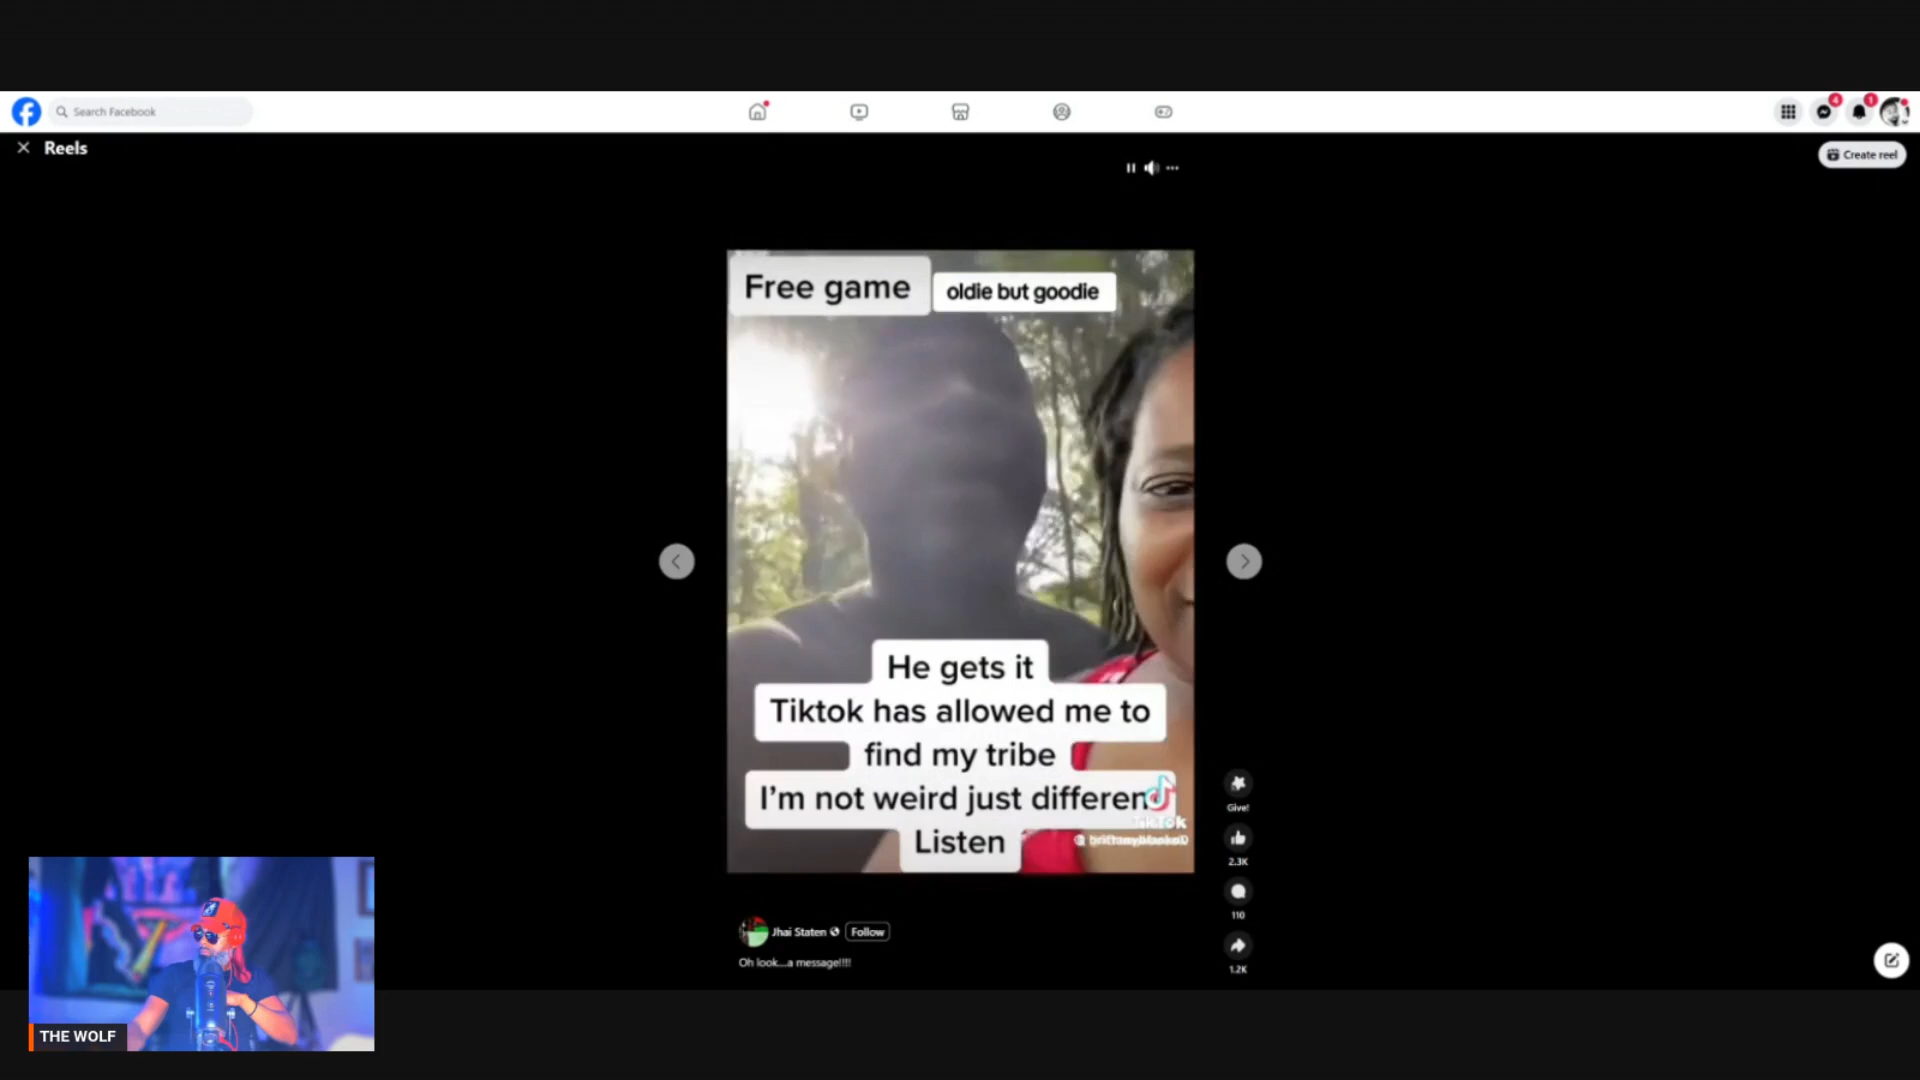 Search Facebook
4
1
Reels
Create reel
Free game
oldie but goodie
He gets it
Tiktok has allowed me to
find my tribe
I'm not weird just differen
Listen
TikTok
Give!
2.3K
110
1.2K
Jhai Staten
Follow
Oh look...a message!!!!
THE WOLF